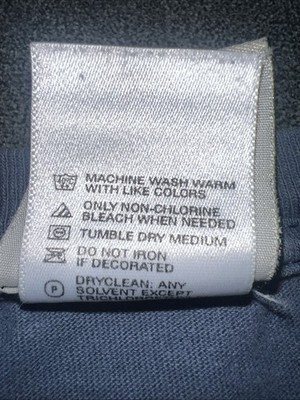 MACHINE WASH WARM
WITH LIKE COLORS
ONLY NON-CHLORINE
BLEACH WHEN NEEDED
TUMBLE DRY MEDIUM
DO NOT IRON
IF DECORATED
P
DRYCLEAN; ANY
SOLVENT EXCEPT